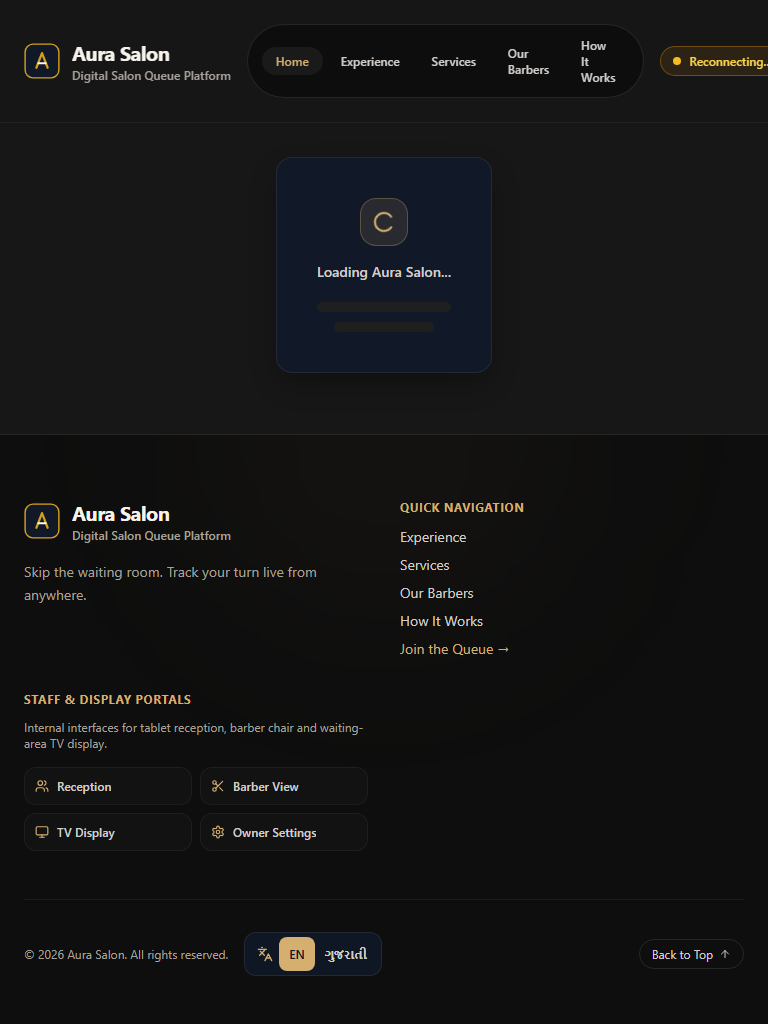 Aura Salon
Digital Salon Queue Platform
Home
Experience
Services
Our
Barbers
How
It
Works
Reconnecting..
Loading Aura Salon...
Aura Salon
Digital Salon Queue Platform
Skip the waiting room. Track your turn live from
anywhere.
QUICK NAVIGATION
Experience
Services
Our Barbers
How It Works
Join the Queue →
STAFF & DISPLAY PORTALS
Internal interfaces for tablet reception, barber chair and waiting-
area TV display.
Reception
Barber View
TV Display
Owner Settings
© 2026 Aura Salon. All rights reserved.
EN
ગુજરાતી
Back to Top ↑